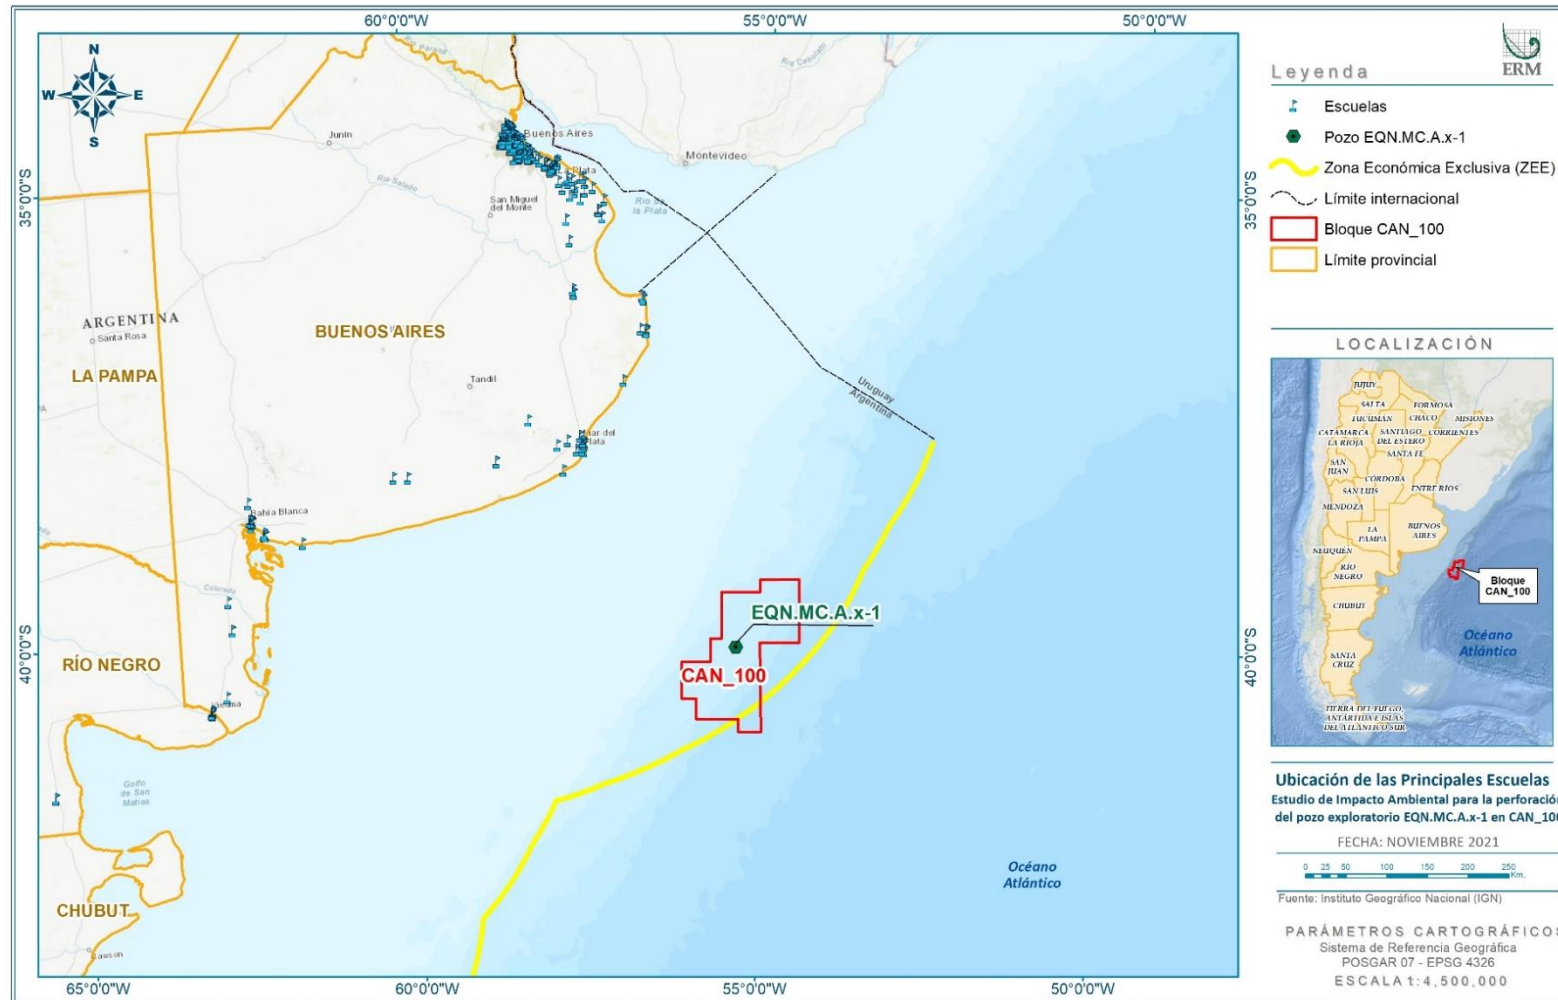 60°0'0"W
55°0'0"W
50°0'0"W
N
W
E
S
35°0'0"S
40°0'0"S
35°0'0"S
40°0'0"S
65°0'0"W
60°0'0"W
55°0'0"W
50°0'0"W
Río Paraná
Río Cebollatí
Junín
Buenos Aires
Montevideo
Plata
Río Salado
San Miguel
del Monte
Río de
la Plata
ARGENTINA
Santa Rosa
BUENOS AIRES
LA PAMPA
Tandil
Uruguay
Argentina
Mar del
Plata
Bahía Blanca
Colorado
EQN.MC.A.x-1
CAN_100
RÍO NEGRO
Viedma
Golfo
de San
Matías
CHUBUT
Rawson
Océano
Atlántico
ERM
Leyenda
Escuelas
Pozo EQN.MC.A.x-1
Zona Económica Exclusiva (ZEE)
Límite internacional
Bloque CAN_100
Límite provincial
LOCALIZACIÓN
JUJUY
SALTA
FORMOSA
TUCUMÁN
CHACO
MISIONES
CATAMARCA
SANTIAGO
DEL ESTERO
CORRIENTES
LA RIOJA
SANTA FE
SAN
JUAN
CÓRDOBA
SAN LUIS
ENTRE RÍOS
MENDOZA
LA
PAMPA
BUENOS
AIRES
NEUQUÉN
RÍO
NEGRO
Bloque
CAN_100
CHUBUT
Océano
Atlántico
SANTA
CRUZ
TIERRA DEL FUEGO,
ANTÁRTIDA E ISLAS
DEL ATLÁNTICO SUR
Ubicación de las Principales Escuelas
Estudio de Impacto Ambiental para la perforación
del pozo exploratorio EQN.MC.A.x-1 en CAN_100
FECHA: NOVIEMBRE 2021
0 25 50 100 150 200 250
Km.
Fuente: Instituto Geográfico Nacional (IGN)
PARÁMETROS CARTOGRÁFICOS
Sistema de Referencia Geográfica
POSGAR 07 - EPSG 4326
ESCALA 1:4,500,000